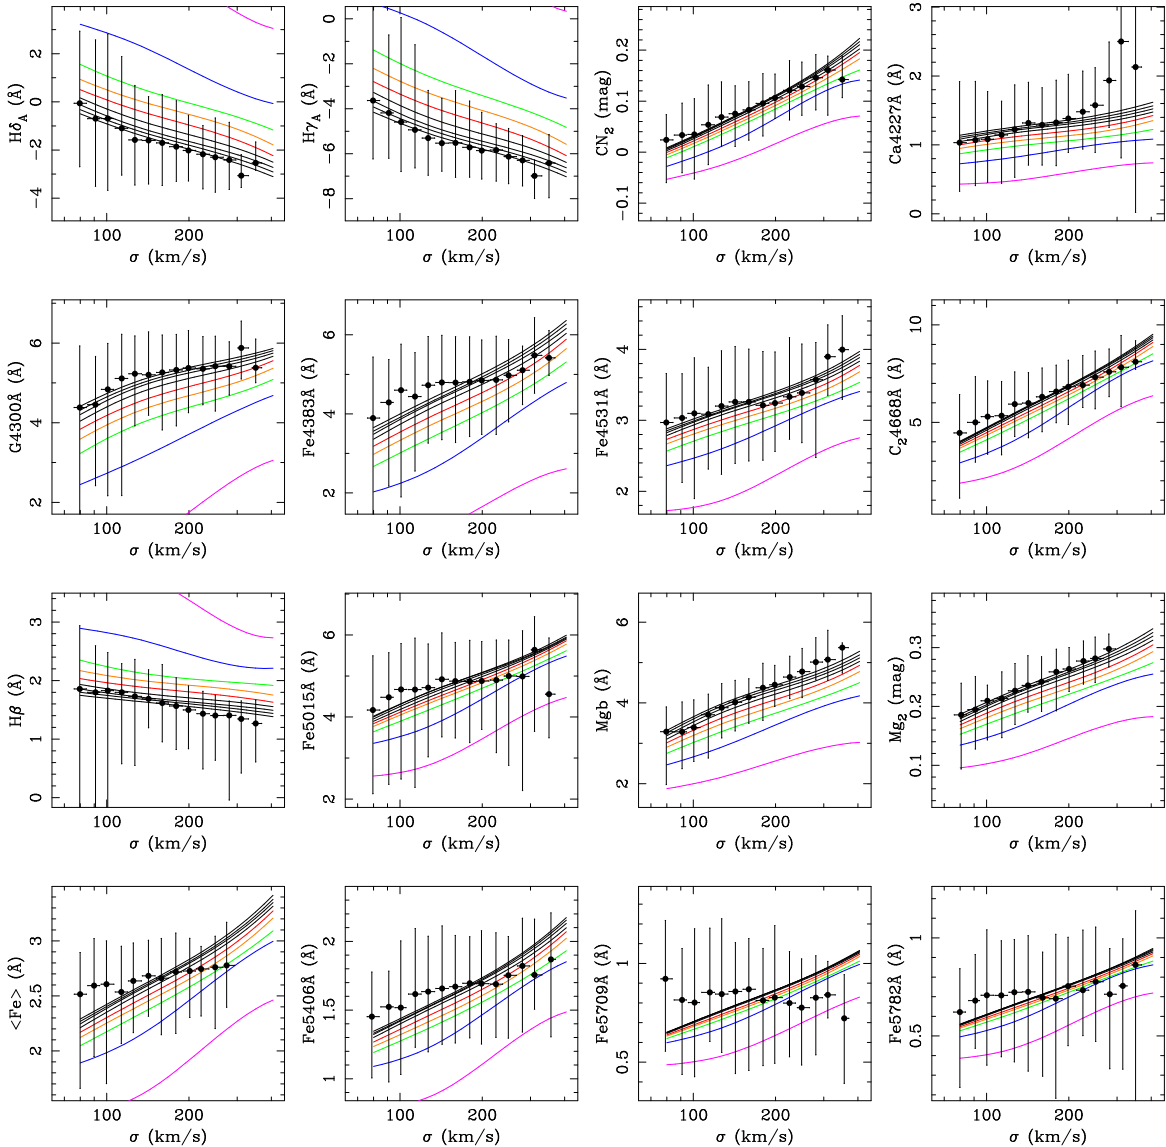 HδA (Å)
2
0
−2
−4
100
200
σ (km/s)
HγA (Å)
0
−2
−4
−6
−8
100
200
σ (km/s)
CN2 (mag)
0.2
0.1
0
−0.1
100
200
σ (km/s)
Ca4227Å (Å)
3
2
1
0
100
200
σ (km/s)
G4300Å (Å)
6
4
2
100
200
σ (km/s)
Fe4383Å (Å)
6
4
2
100
200
σ (km/s)
Fe4531Å (Å)
4
3
2
100
200
σ (km/s)
C24668Å (Å)
10
5
100
200
σ (km/s)
Hβ (Å)
3
2
1
0
100
200
σ (km/s)
Fe5015Å (Å)
6
4
2
100
200
σ (km/s)
Mgb (Å)
6
4
2
100
200
σ (km/s)
Mg2 (mag)
0.3
0.2
0.1
100
200
σ (km/s)
<Fe> (Å)
3
2.5
2
100
200
σ (km/s)
Fe5406Å (Å)
2
1.5
1
100
200
σ (km/s)
Fe5709Å (Å)
1
0.5
100
200
σ (km/s)
Fe5782Å (Å)
1
0.5
100
200
σ (km/s)